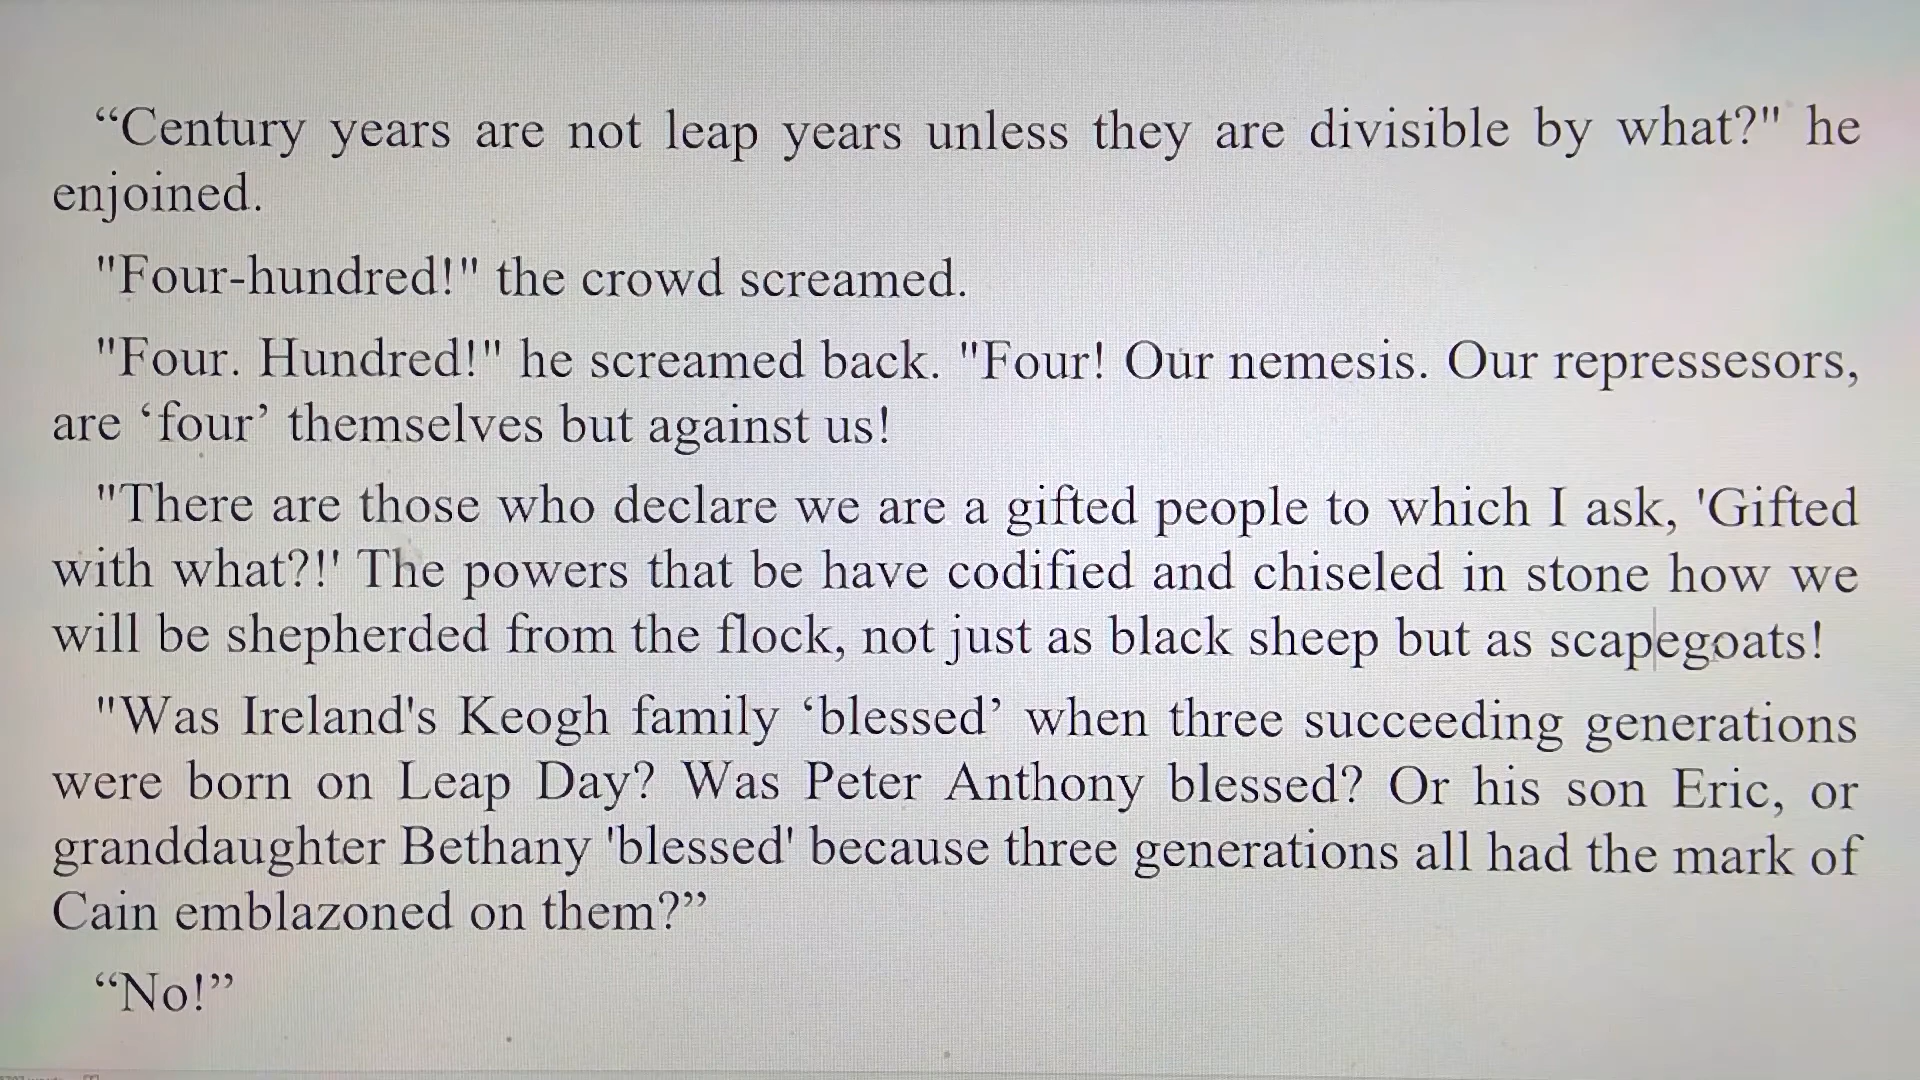 “Century years are not leap years unless they are divisible by what?" he
enjoined.
"Four-hundred!" the crowd screamed.
"Four. Hundred!" he screamed back. "Four! Our nemesis. Our repressesors,
are ‘four’ themselves but against us!
"There are those who declare we are a gifted people to which I ask, 'Gifted
with what?!' The powers that be have codified and chiseled in stone how we
will be shepherded from the flock, not just as black sheep but as scapegoats!
"Was Ireland's Keogh family ‘blessed’ when three succeeding generations
were born on Leap Day? Was Peter Anthony blessed? Or his son Eric, or
granddaughter Bethany 'blessed' because three generations all had the mark of
Cain emblazoned on them?”
“No!”